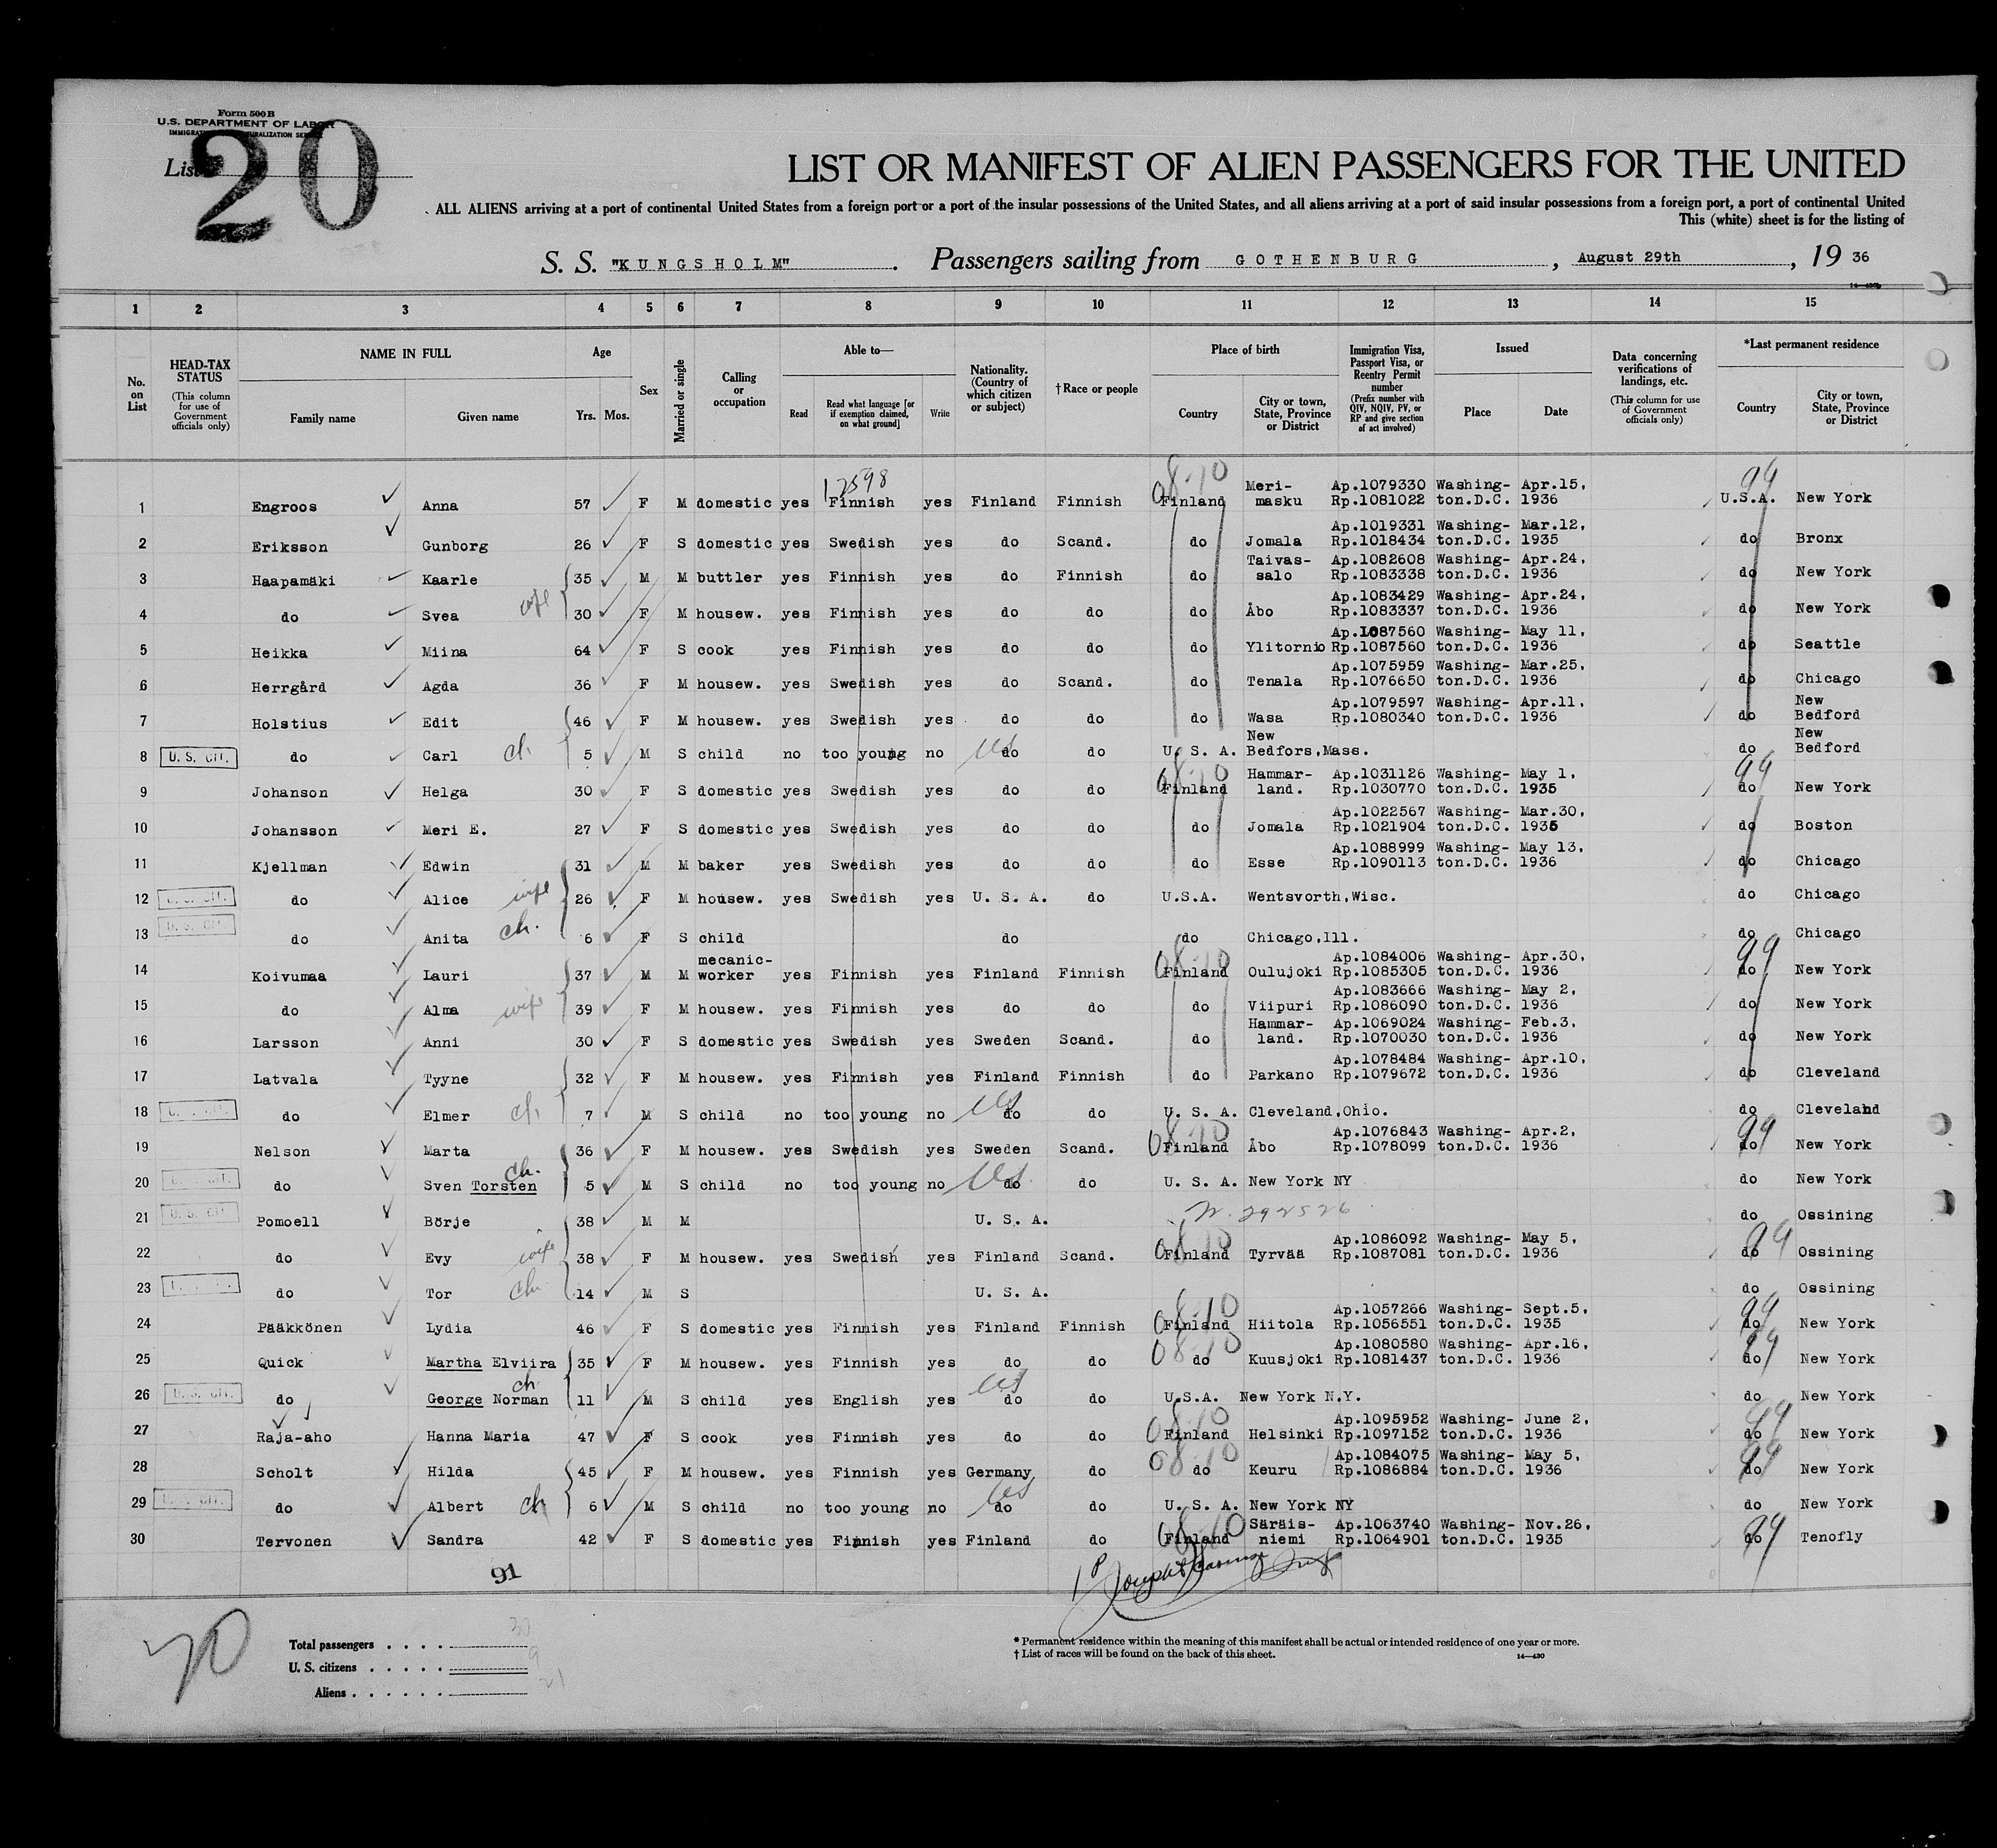 Form 500 B
U.S. DEPARTMENT OF LABOR
List 20
LIST OR MANIFEST OF ALIEN PASSENGERS FOR THE UNITED
ALL ALIENS arriving at a port of continental United States from a foreign port or a port of the insular possessions of the United States, and all aliens arriving at a port of said insular possessions from a foreign port, a port of continental United
This (white) sheet is for the listing of
S. S. "KUNGSHOLM" . Passengers sailing from GOTHENBURG , August 29th , 19 36
1 2 3 4 5 6 7 8 9 10 11 12 13 14 15
No. on List
HEAD-TAX STATUS (This column for use of Government officials only)
NAME IN FULL Family name Given name
Age Yrs. Mos.
Sex
Married or single
Calling or occupation
Able to— Read Read what language [or if exemption claimed, on what ground] Write
Nationality. (Country of which citizen or subject)
† Race or people
Place of birth Country City or town, State, Province or District
Immigration Visa, Passport Visa, or Reentry Permit number (Prefix number with QIV, NQIV, PV, or RP and give section of act involved)
Issued Place Date
Data concerning verifications of landings, etc. (This column for use of Government officials only)
*Last permanent residence Country City or town, State, Province or District
1 Engroos Anna 57 F M domestic yes Finnish yes Finland Finnish Finland Meri-masku Ap.1079330 Rp.1081022 Washing-ton.D.C. Apr.15, 1936 U.S.A. New York
2 Eriksson Gunborg 26 F S domestic yes Swedish yes do Scand. do Jomala Ap.1019331 Rp.1018434 Washing-ton.D.C. Mar.12, 1935 do Bronx
3 Haapamäki Kaarle 35 M M buttler yes Finnish yes do Finnish do Taivas-salo Ap.1082608 Rp.1083338 Washing-ton.D.C. Apr.24, 1936 do New York
4 do Svea wife 30 F M housew. yes Finnish yes do do do Åbo Ap.1083429 Rp.1083337 Washing-ton.D.C. Apr.24, 1936 do New York
5 Heikka Miina 64 F S cook yes Finnish yes do do do Ylitornio Ap.1087560 Rp.1087560 Washing-ton.D.C. May 11, 1936 do Seattle
6 Herrgård Agda 36 F M housew. yes Swedish yes do Scand. do Tenala Ap.1075959 Rp.1076650 Washing-ton.D.C. Mar.25, 1936 do Chicago
7 Holstius Edit 46 F M housew. yes Swedish yes do do do Wasa Ap.1079597 Rp.1080340 Washing-ton.D.C. Apr.11, 1936 do New Bedford
8 U. S. CIT. do Carl ch. 5 M S child no too young no do do U. S. A. New Bedfors,Mass. do New Bedford
9 Johanson Helga 30 F S domestic yes Swedish yes do do Finland Hammar-land. Ap.1031126 Rp.1030770 Washing-ton.D.C. May 1, 1935 do New York
10 Johansson Meri E. 27 F S domestic yes Swedish yes do do do Jomala Ap.1022567 Rp.1021904 Washing-ton.D.C. Mar.30, 1935 do Boston
11 Kjellman Edwin 31 M M baker yes Swedish yes do do do Esse Ap.1088999 Rp.1090113 Washing-ton.D.C. May 13, 1936 do Chicago
12 U. S. CIT. do Alice wife 26 F M housew. yes Swedish yes U. S. A. do U.S.A. Wentsvorth,Wisc. do Chicago
13 U. S. CIT. do Anita ch. 6 F S child do do Chicago,Ill. do Chicago
14 Koivumaa Lauri 37 M M mecanic-worker yes Finnish yes Finland Finnish Finland Oulujoki Ap.1084006 Rp.1085305 Washing-ton.D.C. Apr.30, 1936 do New York
15 do Alma wife 39 F M housew. yes Finnish yes do do do Viipuri Ap.1083666 Rp.1086090 Washing-ton.D.C. May 2, 1936 do New York
16 Larsson Anni 30 F S domestic yes Swedish yes Sweden Scand. do Hammar-land. Ap.1069024 Rp.1070030 Washing-ton.D.C. Feb.3, 1936 do New York
17 Latvala Tyyne 32 F M housew. yes Finnish yes Finland Finnish do Parkano Ap.1078484 Rp.1079672 Washing-ton.D.C. Apr.10, 1936 do Cleveland
18 do Elmer ch. 7 M S child no too young no do do U. S. A. Cleveland,Ohio. do Cleveland
19 Nelson Marta 36 F M housew. yes Swedish yes Sweden Scand. Finland Åbo Ap.1076843 Rp.1078099 Washing-ton.D.C. Apr.2, 1936 do New York
20 do Sven Torsten ch. 5 M S child no too young no do do U. S. A. New York NY do New York
21 U. S. CIT. Pomoell Börje 38 M M U. S. A. N. 292526 do Ossining
22 do Evy wife 38 F M housew. yes Swedish yes Finland Scand. Finland Tyrvää Ap.1086092 Rp.1087081 Washing-ton.D.C. May 5, 1936 do Ossining
23 do Tor ch. 14 M S U. S. A. do Ossining
24 Pääkkönen Lydia 46 F S domestic yes Finnish yes Finland Finnish Finland Hiitola Ap.1057266 Rp.1056551 Washing-ton.D.C. Sept.5, 1935 do New York
25 Quick Martha Elviira 35 F M housew. yes Finnish yes do do do Kuusjoki Ap.1080580 Rp.1081437 Washing-ton.D.C. Apr.16, 1936 do New York
26 U. S. CIT. do George Norman ch 11 M S child yes English yes do do U.S.A. New York N.Y. do New York
27 Raja-aho Hanna Maria 47 F S cook yes Finnish yes do do Finland Helsinki Ap.1095952 Rp.1097152 Washing-ton.D.C. June 2, 1936 do New York
28 Scholt Hilda 45 F M housew. yes Finnish yes Germany do do Keuru Ap.1084075 Rp.1086884 Washing-ton.D.C. May 5, 1936 do New York
29 do Albert ch 6 M S child no too young no do do U. S. A. New York NY do New York
30 Tervonen Sandra 42 F S domestic yes Finnish yes Finland do Finland Säräis-niemi Ap.1063740 Rp.1064901 Washing-ton.D.C. Nov.26, 1935 do Tenofly
91
Total passengers . . . . 30
U. S. citizens . . . . . 9
Aliens . . . . . . 21
* Permanent residence within the meaning of this manifest shall be actual or intended residence of one year or more.
† List of races will be found on the back of this sheet.
14—430